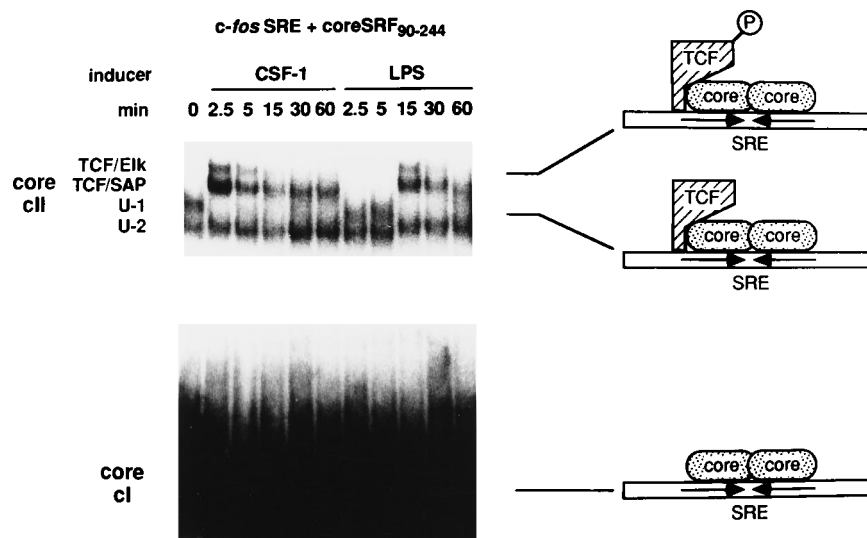 c-fos SRE + coreSRF90-244
inducer CSF-1 LPS
min 0 2.5 5 15 30 60 2.5 5 15 30 60
core cII
TCF/Elk
TCF/SAP
U-1
U-2
core cI
P
TCF
core core
SRE
TCF
core core
SRE
core core
SRE